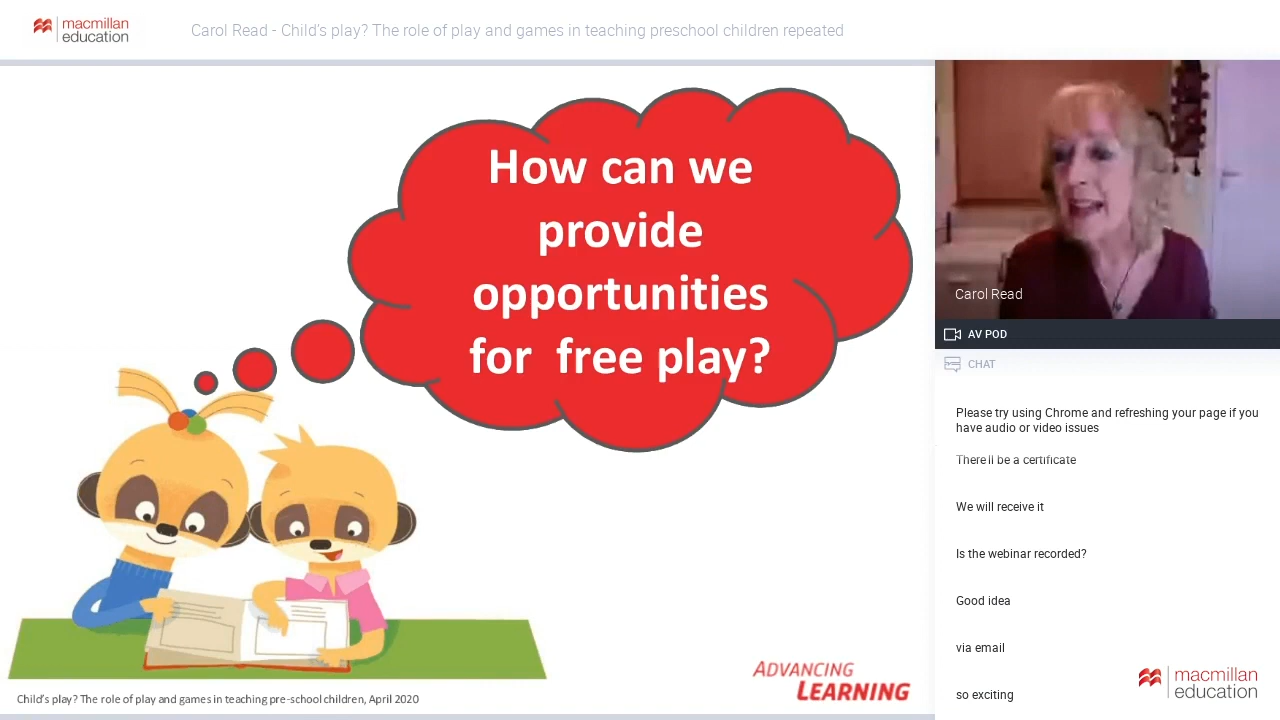 macmillan
education
Carol Read - Child's play? The role of play and games in teaching preschool children repeated
How can we
provide
opportunities
for free play?
ADVANCING
LEARNING
Child's play? The role of play and games in teaching pre-school children, April 2020
Carol Read
AV POD
CHAT
Please try using Chrome and refreshing your page if you
have audio or video issues
There ll be a certificate
We will receive it
Is the webinar recorded?
Good idea
via email
so exciting
macmillan
education